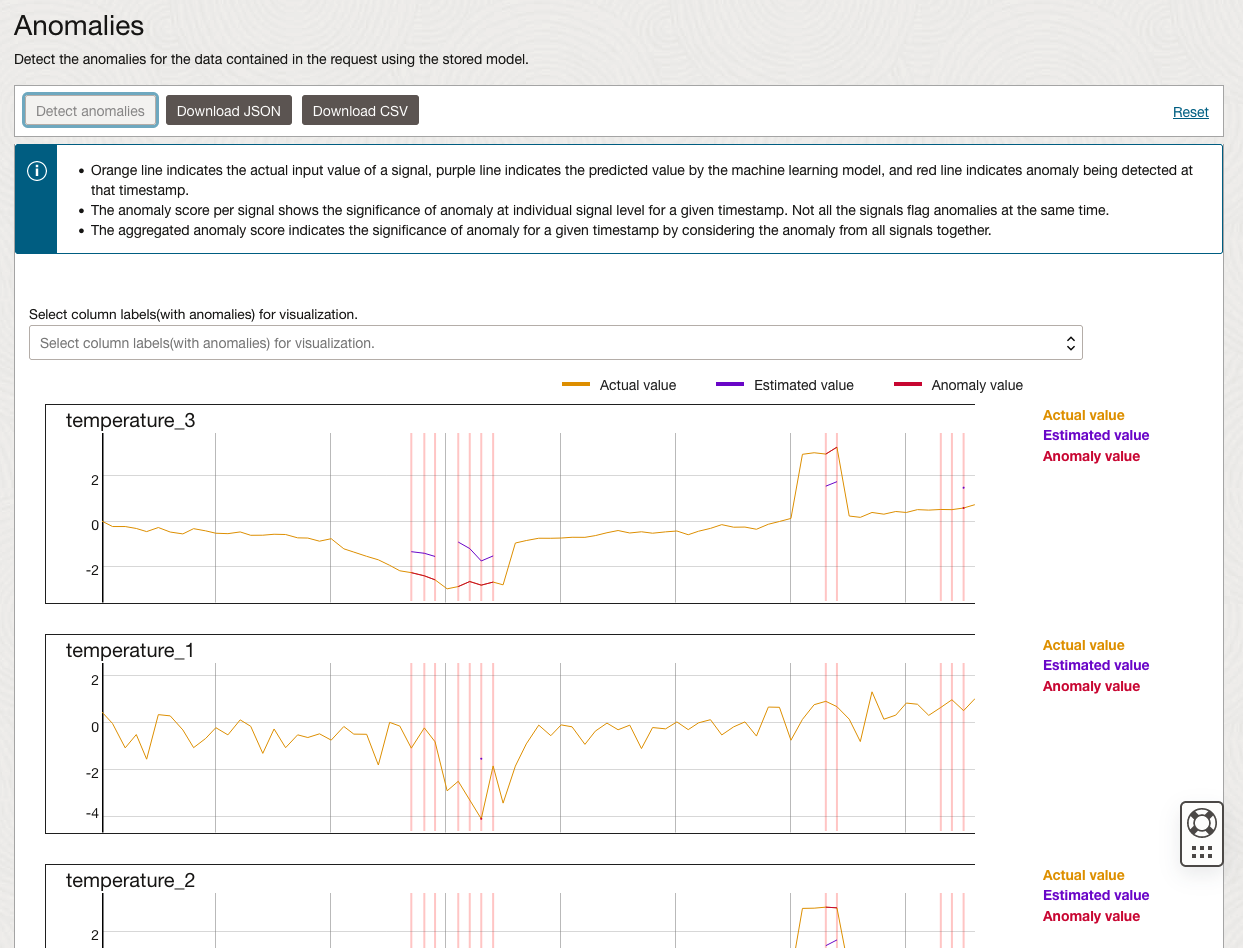 Anomalies
Detect the anomalies for the data contained in the request using the stored model.
Detect anomalies
Download JSON
Download CSV
Reset
• Orange line indicates the actual input value of a signal, purple line indicates the predicted value by the machine learning model, and red line indicates anomaly being detected at
that timestamp.
• The anomaly score per signal shows the significance of anomaly at individual signal level for a given timestamp. Not all the signals flag anomalies at the same time.
• The aggregated anomaly score indicates the significance of anomaly for a given timestamp by considering the anomaly from all signals together.
Select column labels(with anomalies) for visualization.
Select column labels(with anomalies) for visualization.
Actual value
Estimated value
Anomaly value
temperature_3
2
0
-2
Actual value
Estimated value
Anomaly value
temperature_1
2
0
-2
-4
Actual value
Estimated value
Anomaly value
temperature_2
2
Actual value
Estimated value
Anomaly value